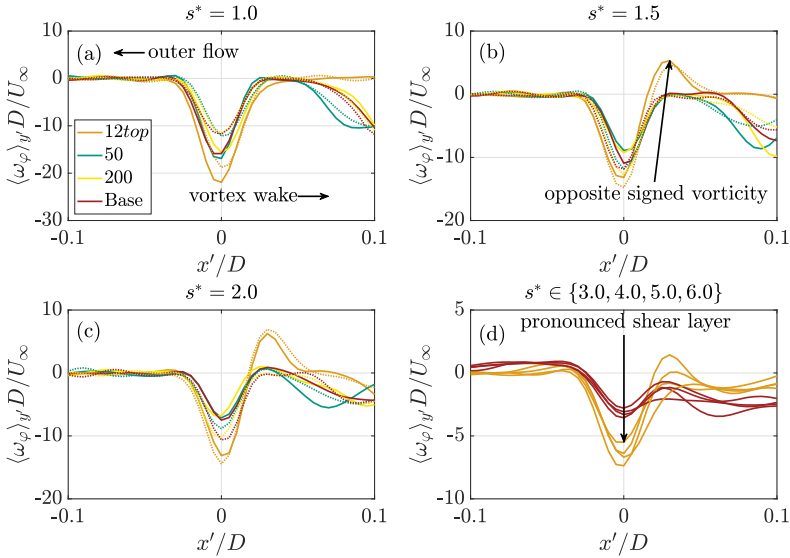 s* = 1.0
(a)
outer flow
12top
50
200
Base
vortex wake
10
0
-10
-20
-30
-0.1
0
0.1
x′/D
⟨ω_φ⟩_y′ D/U_∞
s* = 1.5
(b)
opposite signed vorticity
10
0
-10
-20
-0.1
0
0.1
x′/D
⟨ω_φ⟩_y′ D/U_∞
s* = 2.0
(c)
10
0
-10
-20
-0.1
0
0.1
x′/D
⟨ω_φ⟩_y′ D/U_∞
s* ∈ {3.0, 4.0, 5.0, 6.0}
(d)
pronounced shear layer
5
0
-5
-10
-0.1
0
0.1
x′/D
⟨ω_φ⟩_y′ D/U_∞